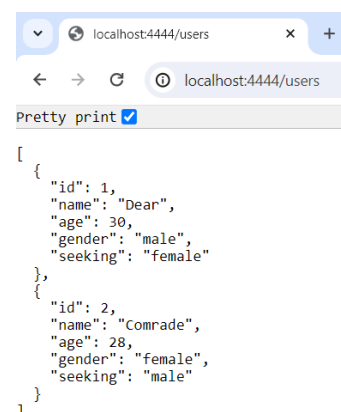 localhost:4444/users
localhost:4444/users
Pretty print
[
  {
    "id": 1,
    "name": "Dear",
    "age": 30,
    "gender": "male",
    "seeking": "female"
  },
  {
    "id": 2,
    "name": "Comrade",
    "age": 28,
    "gender": "female",
    "seeking": "male"
  }
]